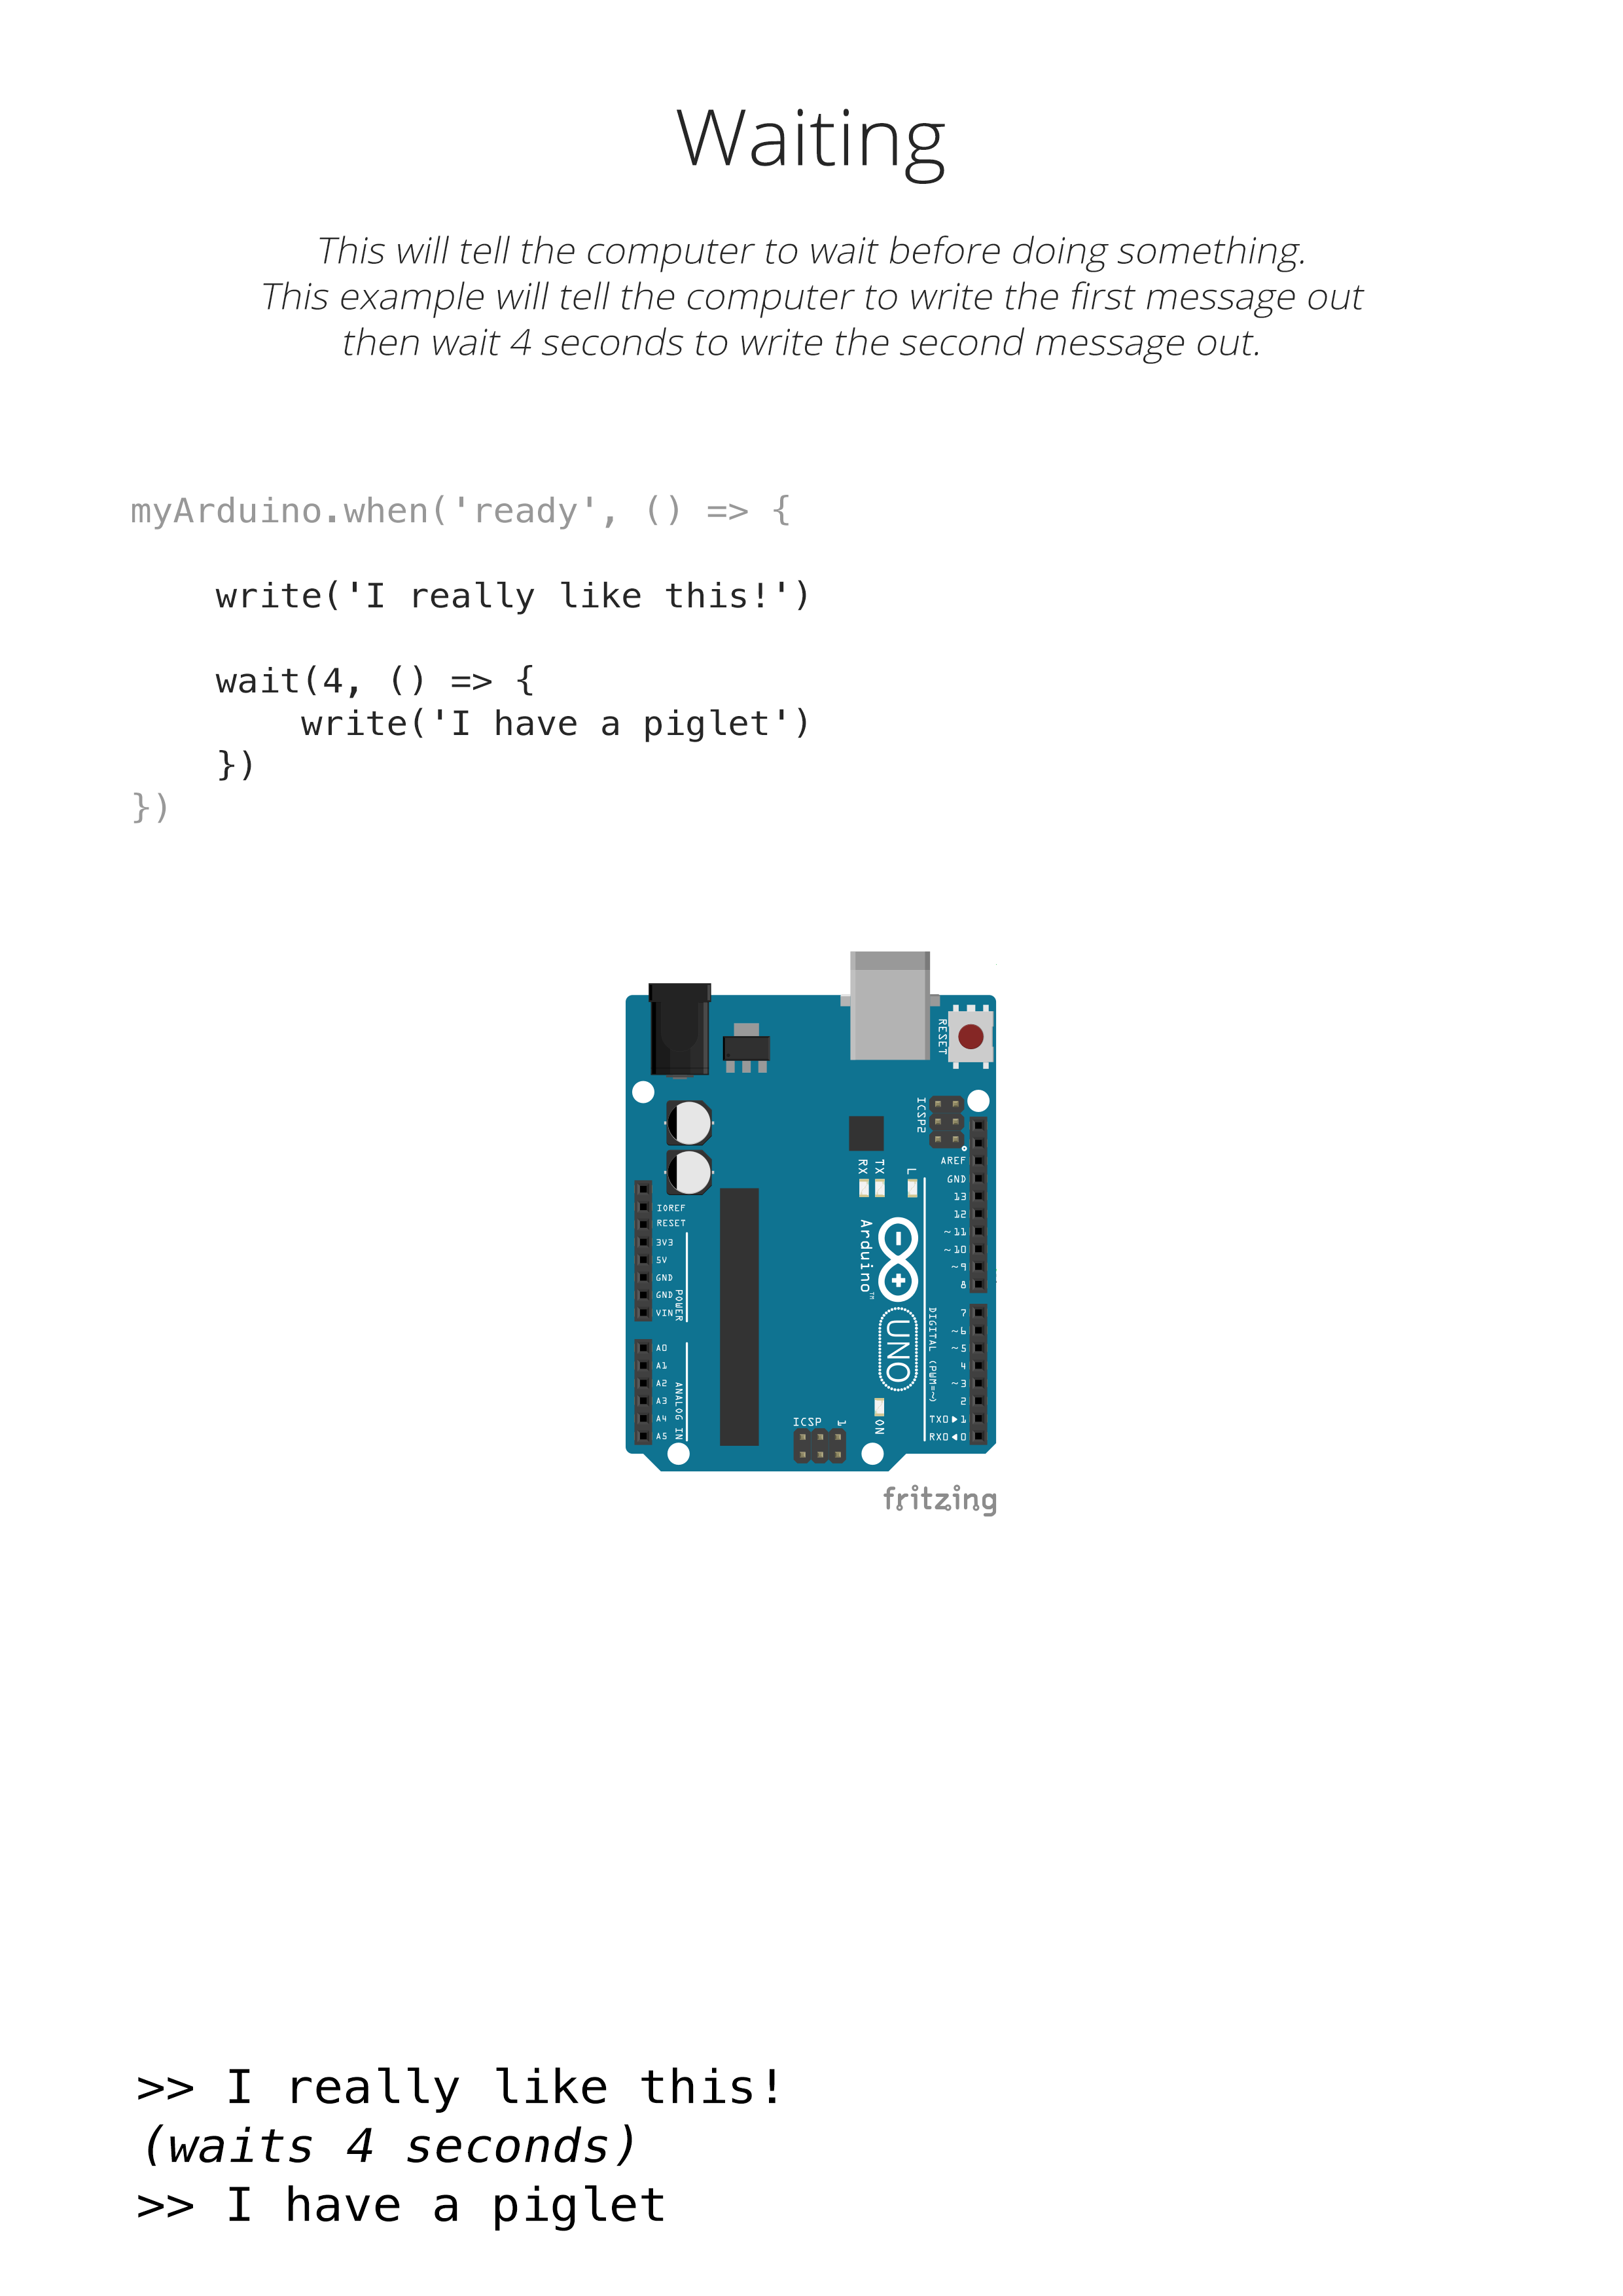 Waiting
This will tell the computer to wait before doing something.
This example will tell the computer to write the first message out
then wait 4 seconds to write the second message out.
myArduino.when('ready', () => {
write('I really like this!')
wait(4, () => {
write('I have a piglet')
})
})
RESET
ICSP2
AREF
GND
13
12
~11
~10
~9
8
RX
TX
L
IOREF
RESET
3V3
5V
GND
GND
VIN
POWER
Arduino™
UNO
DIGITAL (PWM=~)
7
~6
~5
4
~3
2
TX0▶1
RX0◀0
A0
A1
A2
A3
A4
A5
ANALOG IN
ON
ICSP
1
fritzing
>> I really like this!
(waits 4 seconds)
>> I have a piglet